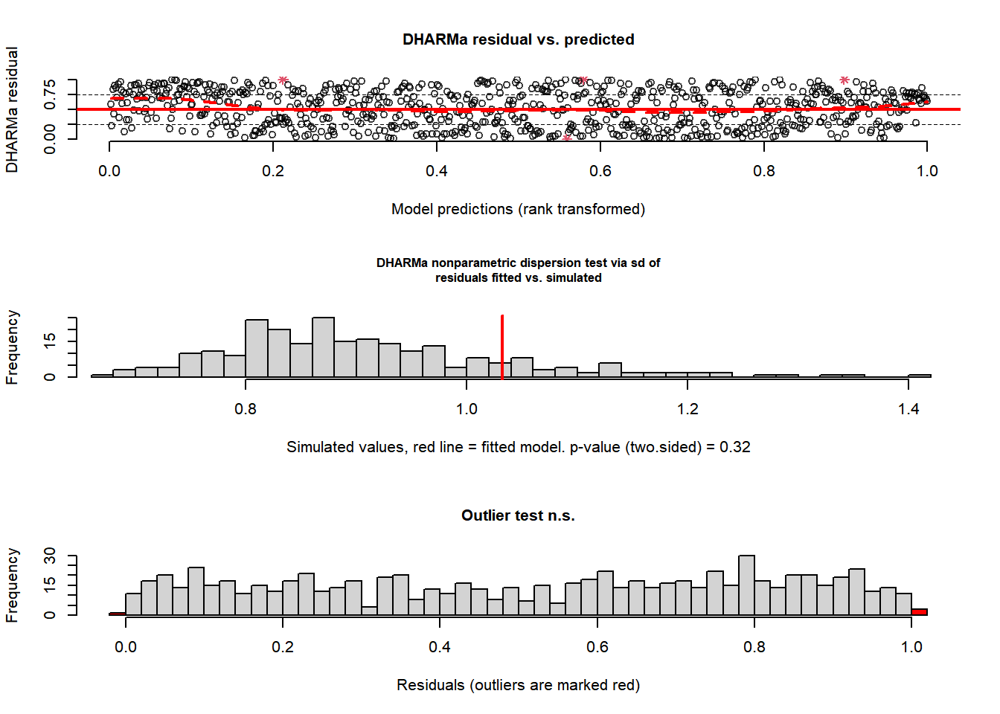 DHARMa residual vs. predicted
DHARMa residual
0.75
0.00
0.0 0.2 0.4 0.6 0.8 1.0
Model predictions (rank transformed)
DHARMa nonparametric dispersion test via sd of
residuals fitted vs. simulated
Frequency
15
0
0.8 1.0 1.2 1.4
Simulated values, red line = fitted model. p-value (two.sided) = 0.32
Outlier test n.s.
Frequency
30
15
0
0.0 0.2 0.4 0.6 0.8 1.0
Residuals (outliers are marked red)